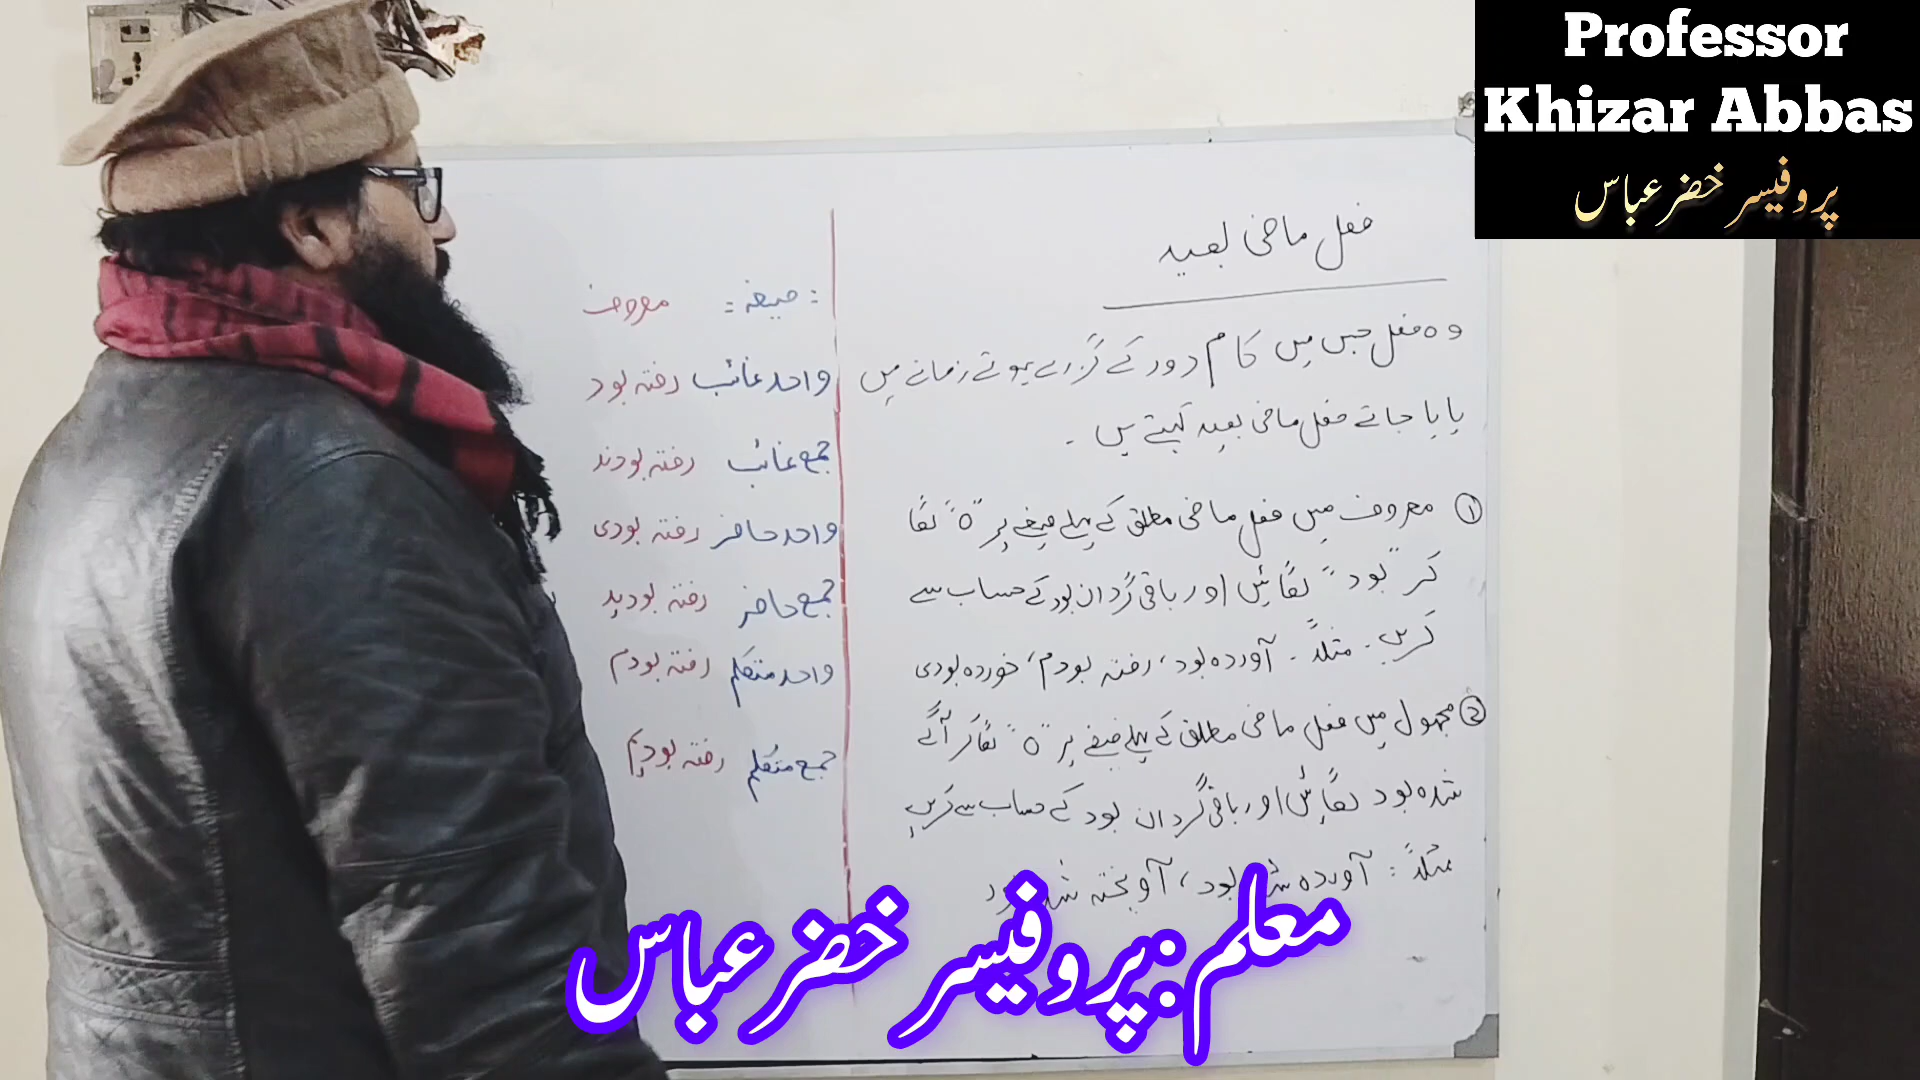 Professor
Khizar Abbas
پروفیسر خضر عباس
فعل ماضی بعید
وہ فعل جس میں کام دور کے گزرے ہوئے زمانے میں
پایا جائے فعل ماضی بعید کہتے ہیں ۔
① معروف میں فعل ماضی مطلق کے پہلے صیغے پر "ہ" لگا
کر "بود" لگائیں اور باقی گردان بود کے حساب سے
کریں ۔ مثلاً ۔ آوردہ بود ، رفتہ بودم ، خوردہ بودی
② مجہول میں فعل ماضی مطلق کے پہلے صیغے پر "ہ" لگا کر آگے
شدہ بود لگائیں اور باقی گردان بود کے حساب سے کریں
مثلاً : آوردہ شدہ بود ، آویختہ
: صیغہ : معروف
واحد غائب رفتہ بود
جمع غائب رفتہ بودند
واحد حاضر رفتہ بودی
جمع حاضر رفتہ بودید
واحد متکلم رفتہ بودم
جمع متکلم رفتہ بودیم
معلم: پروفیسر خضر عباس